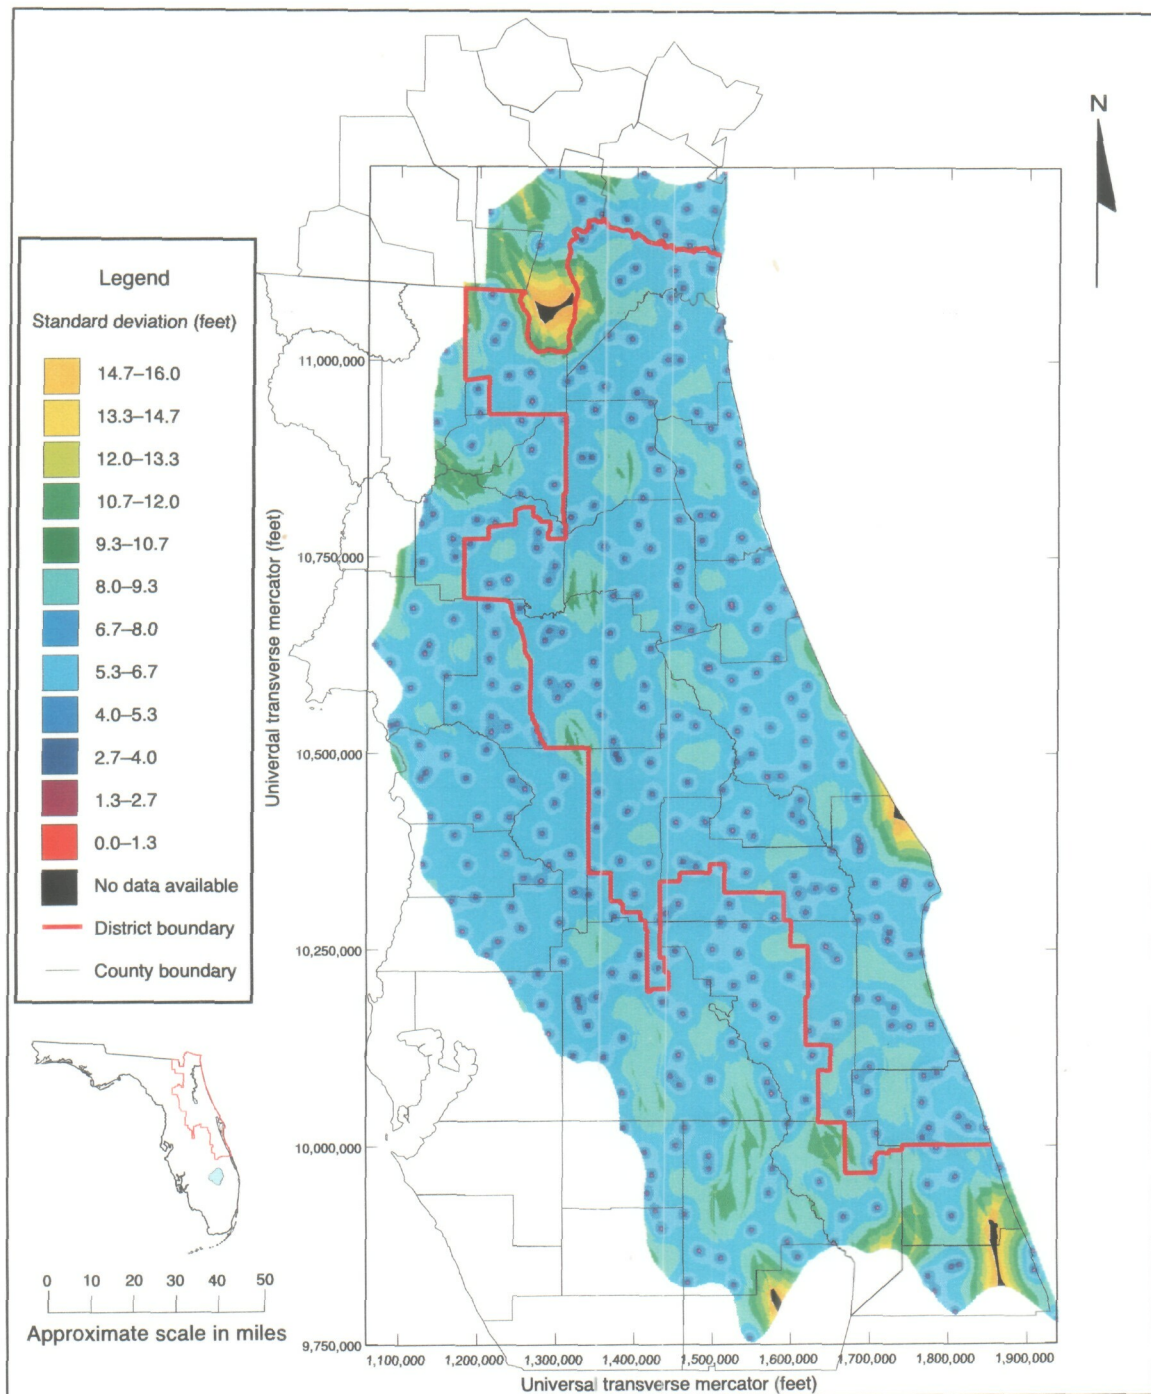 N
Legend
Standard deviation (feet)
14.7–16.0
13.3–14.7
12.0–13.3
10.7–12.0
9.3–10.7
8.0–9.3
6.7–8.0
5.3–6.7
4.0–5.3
2.7–4.0
1.3–2.7
0.0–1.3
No data available
District boundary
County boundary
Univerdal transverse mercator (feet)
11,000,000
10,750,000
10,500,000
10,250,000
10,000,000
9,750,000
0 10 20 30 40 50
Approximate scale in miles
1,100,000 1,200,000 1,300,000 1,400,000 1,500,000 1,600,000 1,700,000 1,800,000 1,900,000
Universal transverse mercator (feet)